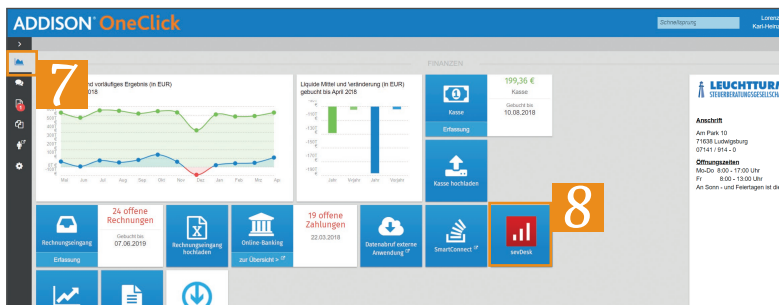 ADDISON OneClick
Schnellsprung
Lorenz
Karl-Heinz
7
FINANZEN
und vorläufiges Ergebnis (in EUR)
2018
Mai Jun Jul Aug Sep Okt Nov Dez Jan Feb Mär Apr
Liquide Mittel und Veränderung (in EUR)
gebucht bis April 2018
Jahr Vorjahr Jahr Vorjahr
Kasse
Erfassung
199,36 €
Kasse
Gebucht bis
10.08.2018
Kasse hochladen
LEUCHTTURM
STEUERBERATUNGSGESELLSCHA
Anschrift
Am Park 10
71638 Ludwigsburg
07141 / 914 - 0
Öffnungszeiten
Mo-Do 8:00 - 17:00 Uhr
Fr 8:00 - 13:00 Uhr
An Sonn - und Feiertagen ist die
8
Rechnungseingang
Erfassung
24 offene
Rechnungen
Gebucht bis
07.06.2019
Rechnungseingang
hochladen
Online-Banking
zur Übersicht >
19 offene
Zahlungen
22.03.2018
Datenabruf externe
Anwendung
SmartConnect
sevDesk